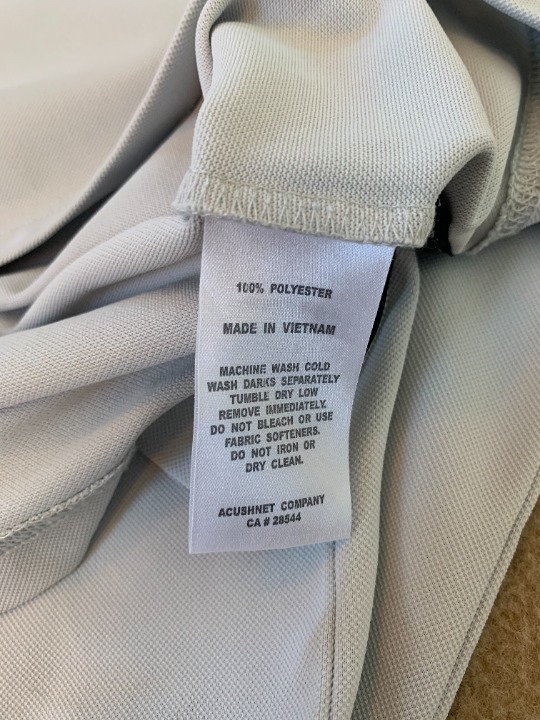 100% POLYESTER
MADE IN VIETNAM
MACHINE WASH COLD
WASH DARKS SEPARATELY
TUMBLE DRY LOW
REMOVE IMMEDIATELY.
DO NOT BLEACH OR USE
FABRIC SOFTENERS.
DO NOT IRON OR
DRY CLEAN.
ACUSHNET COMPANY
CA # 28544